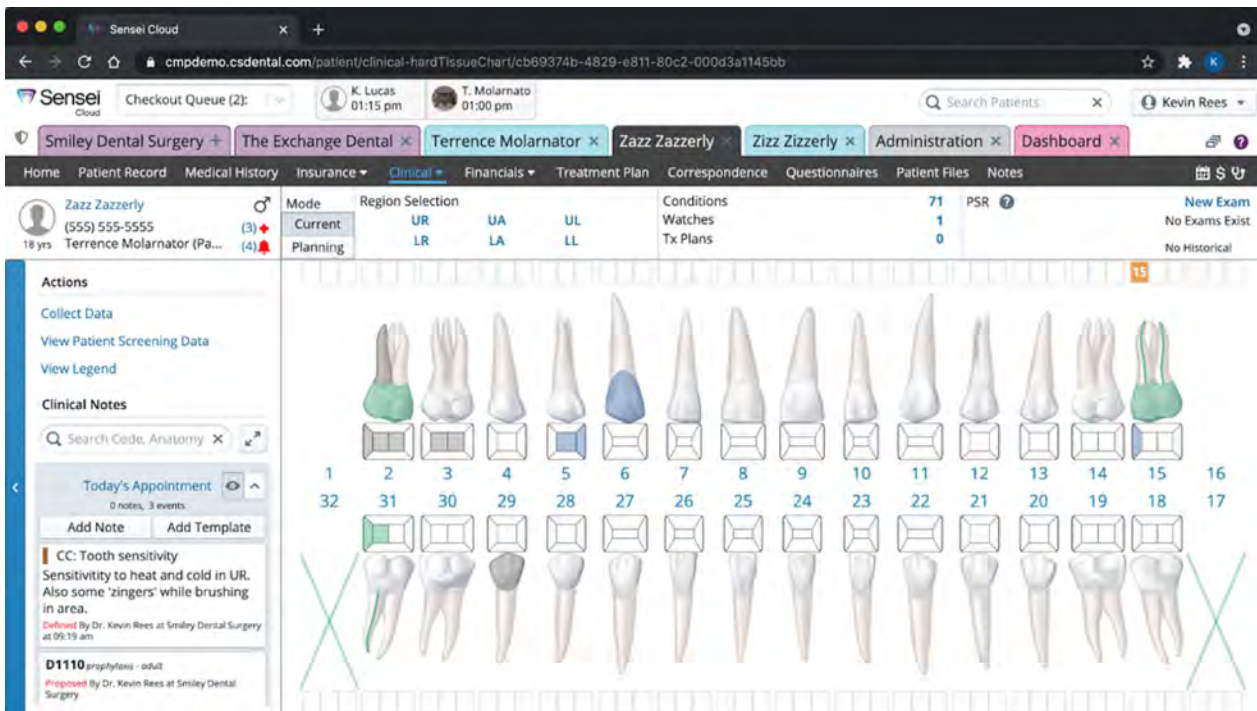 Sensei Cloud × +
cmpdemo.csdental.com/patient/clinical-hardTissueChart/cb69374b-4829-e811-80c2-000d3a1145bb K
Sensei Cloud Checkout Queue (2): K. Lucas 01:15 pm T. Molarnato 01:00 pm Search Patients × Kevin Rees
Smiley Dental Surgery + The Exchange Dental × Terrence Molarnator × Zazz Zazzerly × Zizz Zizzerly × Administration × Dashboard × ?
Home Patient Record Medical History Insurance Clinical Financials Treatment Plan Correspondence Questionnaires Patient Files Notes $
Zazz Zazzerly Mode Region Selection Conditions 71 PSR ? New Exam
(555) 555-5555 (3) Current UR UA UL Watches 1 No Exams Exist
18 yrs Terrence Molarnator (Pa... (4) Planning LR LA LL Tx Plans 0 No Historical
Actions 15
Collect Data
View Patient Screening Data
View Legend
Clinical Notes
Search Code, Anatomy ×
1 2 3 4 5 6 7 8 9 10 11 12 13 14 15 16
32 31 30 29 28 27 26 25 24 23 22 21 20 19 18 17
Today's Appointment
0 notes, 3 events
Add Note Add Template
CC: Tooth sensitivity
Sensitivitity to heat and cold in UR.
Also some 'zingers' while brushing
in area.
Defined By Dr. Kevin Rees at Smiley Dental Surgery
at 09:19 am
D1110 prophylaxis - adult
Proposed By Dr. Kevin Rees at Smiley Dental
Surgery